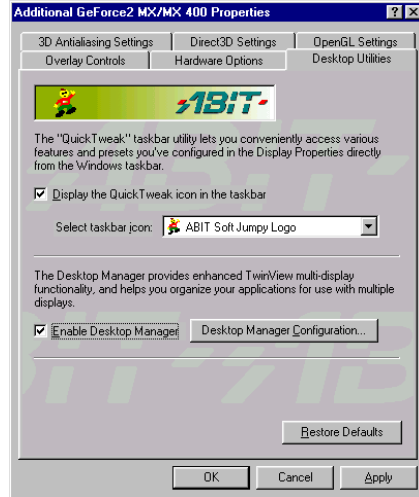 Additional GeForce2 MX/MX 400 Properties
3D Antialiasing Settings
Direct3D Settings
OpenGL Settings
Overlay Controls
Hardware Options
Desktop Utilities
ABIT
The "QuickTweak" taskbar utility lets you conveniently access various
features and presets you've configured in the Display Properties directly
from the Windows taskbar.
Display the QuickTweak icon in the taskbar
Select taskbar icon:
ABIT Soft Jumpy Logo
The Desktop Manager provides enhanced TwinView multi-display
functionality, and helps you organize your applications for use with multiple
displays.
Enable Desktop Manager
Desktop Manager Configuration...
Restore Defaults
OK
Cancel
Apply